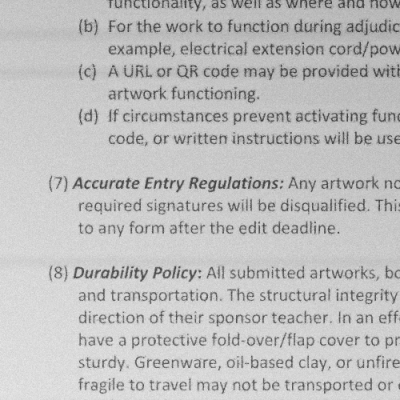 functionality, as well as where and how
(b) For the work to function during adjudic
example, electrical extension cord/pow
(c) A URL or QR code may be provided with
artwork functioning.
(d) If circumstances prevent activating func
code, or written instructions will be use
(7) Accurate Entry Regulations: Any artwork no
required signatures will be disqualified. This
to any form after the edit deadline.
(8) Durability Policy: All submitted artworks, bo
and transportation. The structural integrity
direction of their sponsor teacher. In an eff
have a protective fold-over/flap cover to pr
sturdy. Greenware, oil-based clay, or unfire
fragile to travel may not be transported or